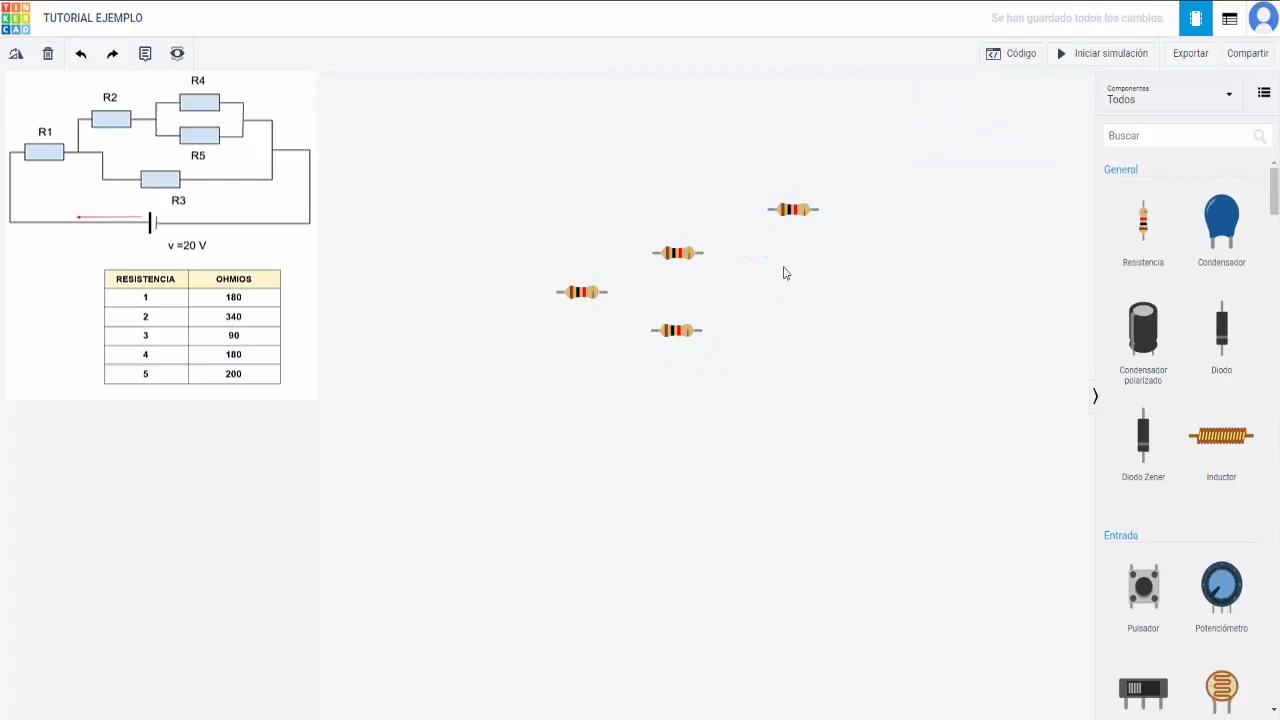 TIN
KER
CAD
TUTORIAL EJEMPLO
Se han guardado todos los cambios.
Código
Iniciar simulación
Exportar
Compartir
R4
R2
R1
R5
R3
v =20 V
RESISTENCIA OHMIOS
1 180
2 340
3 90
4 180
5 200
Componentes
Todos
Buscar
General
Resistencia Condensador
Condensador
polarizado
Diodo
Diodo Zener Inductor
Entrada
Pulsador Potenciómetro